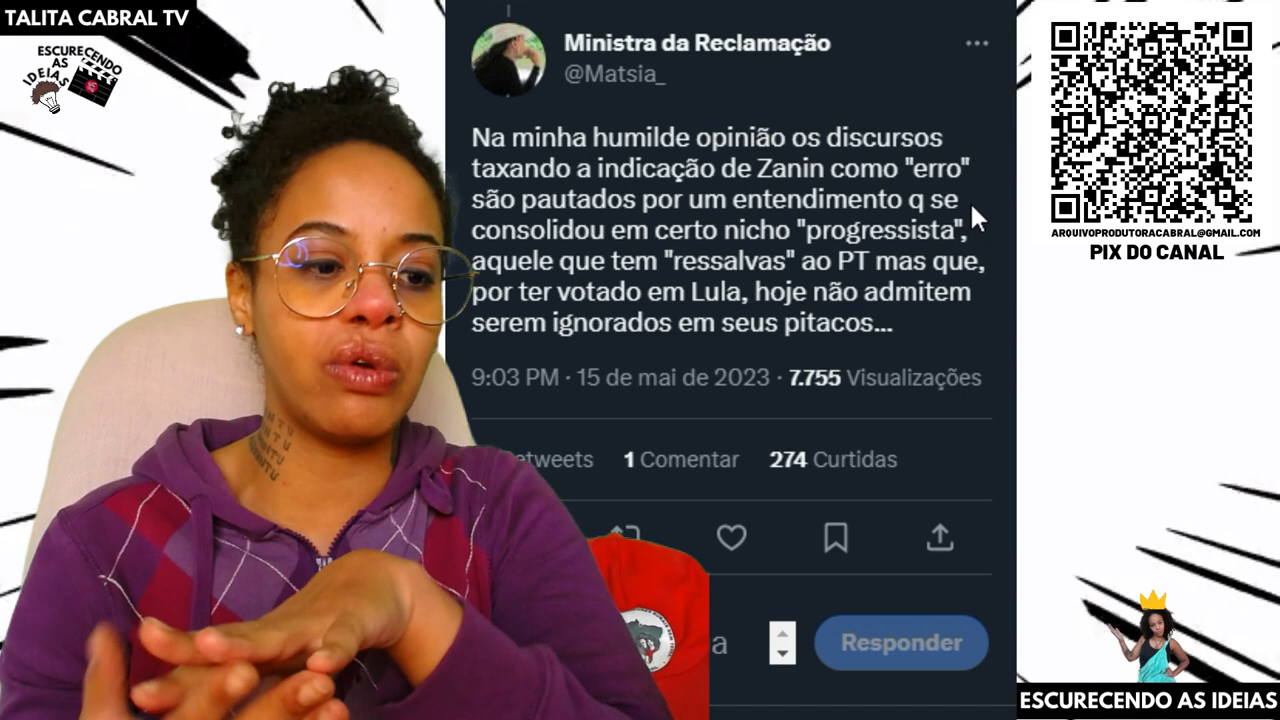 TALITA CABRAL TV
ESCURECENDO
AS
IDEIAS
Ministra da Reclamação
@Matsia_
Na minha humilde opinião os discursos
taxando a indicação de Zanin como "erro"
são pautados por um entendimento q se
consolidou em certo nicho "progressista",
aquele que tem "ressalvas" ao PT mas que,
por ter votado em Lula, hoje não admitem
serem ignorados em seus pitacos...
9:03 PM · 15 de mai de 2023 · 7.755 Visualizações
etweets 1 Comentar 274 Curtidas
a
Responder
ARQUIVOPRODUTORACABRAL@GMAIL.COM
PIX DO CANAL
ESCURECENDO AS IDEIAS